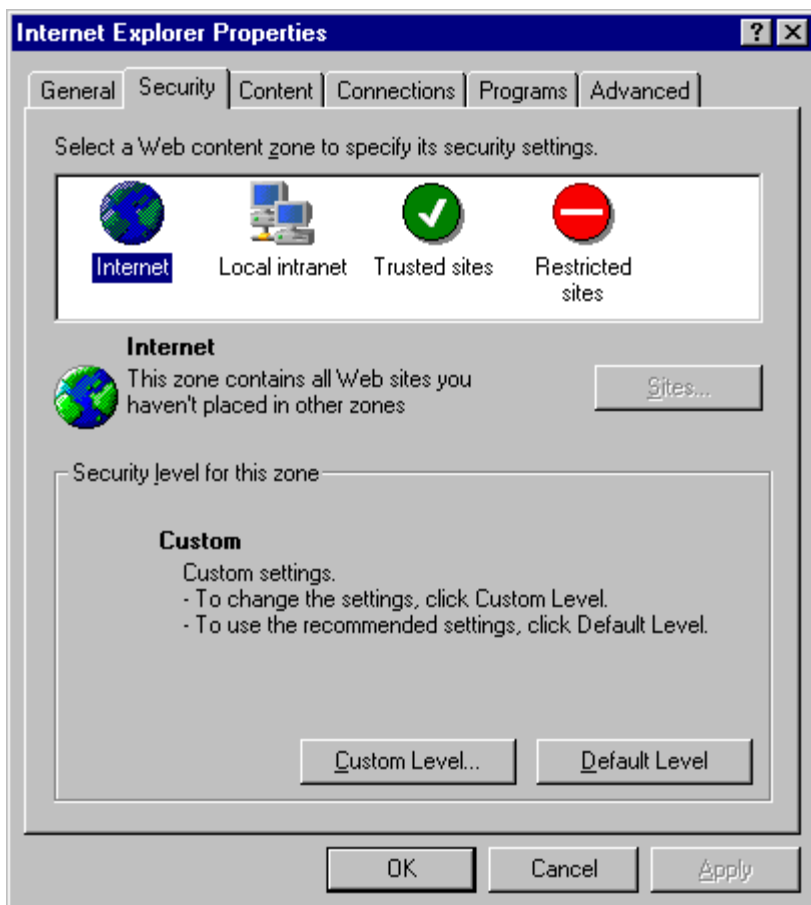 Internet Explorer Properties
General Security Content Connections Programs Advanced
Select a Web content zone to specify its security settings.
Internet Local intranet Trusted sites Restricted sites
Internet
This zone contains all Web sites you
haven't placed in other zones
Sites...
Security level for this zone
Custom
Custom settings.
- To change the settings, click Custom Level.
- To use the recommended settings, click Default Level.
Custom Level... Default Level
OK Cancel Apply